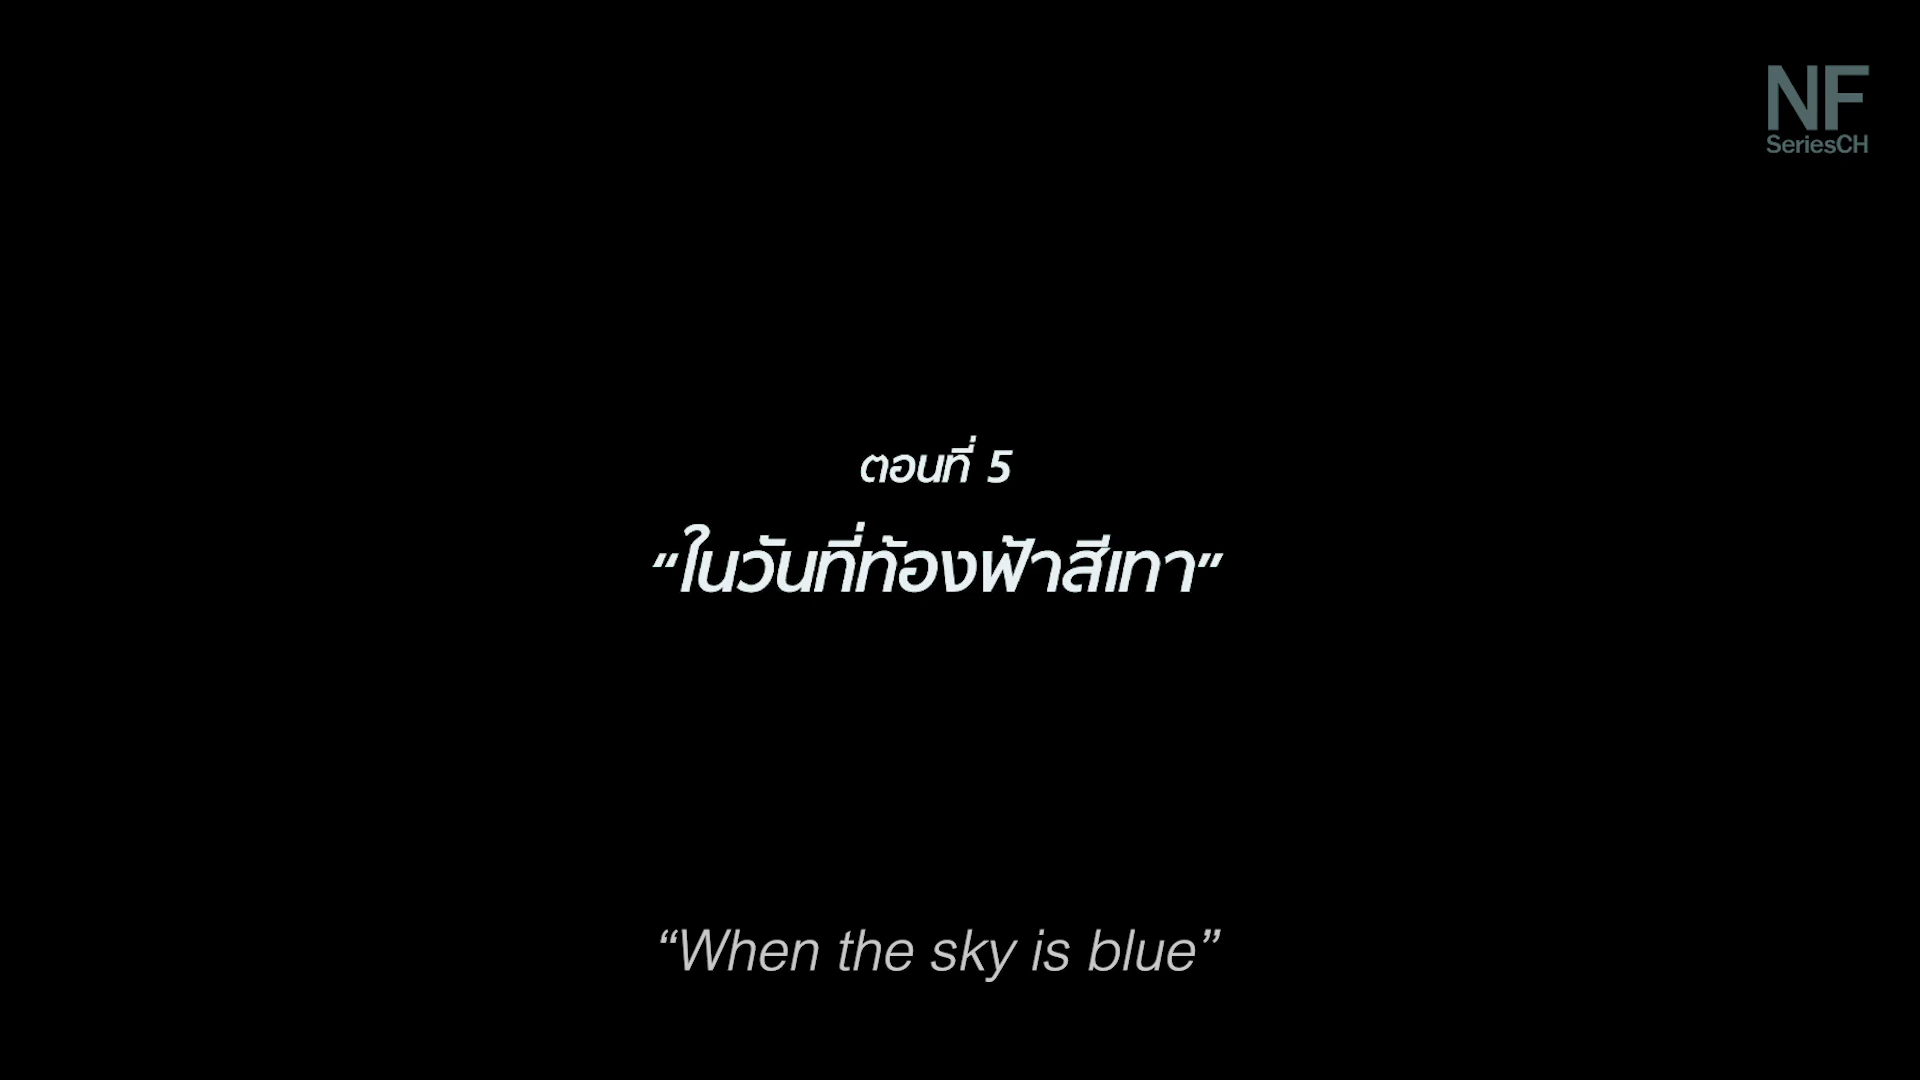 NF
SeriesCH
ตอนที่ 5
“ในวันที่ท้องฟ้าสีเทา”
“When the sky is blue”